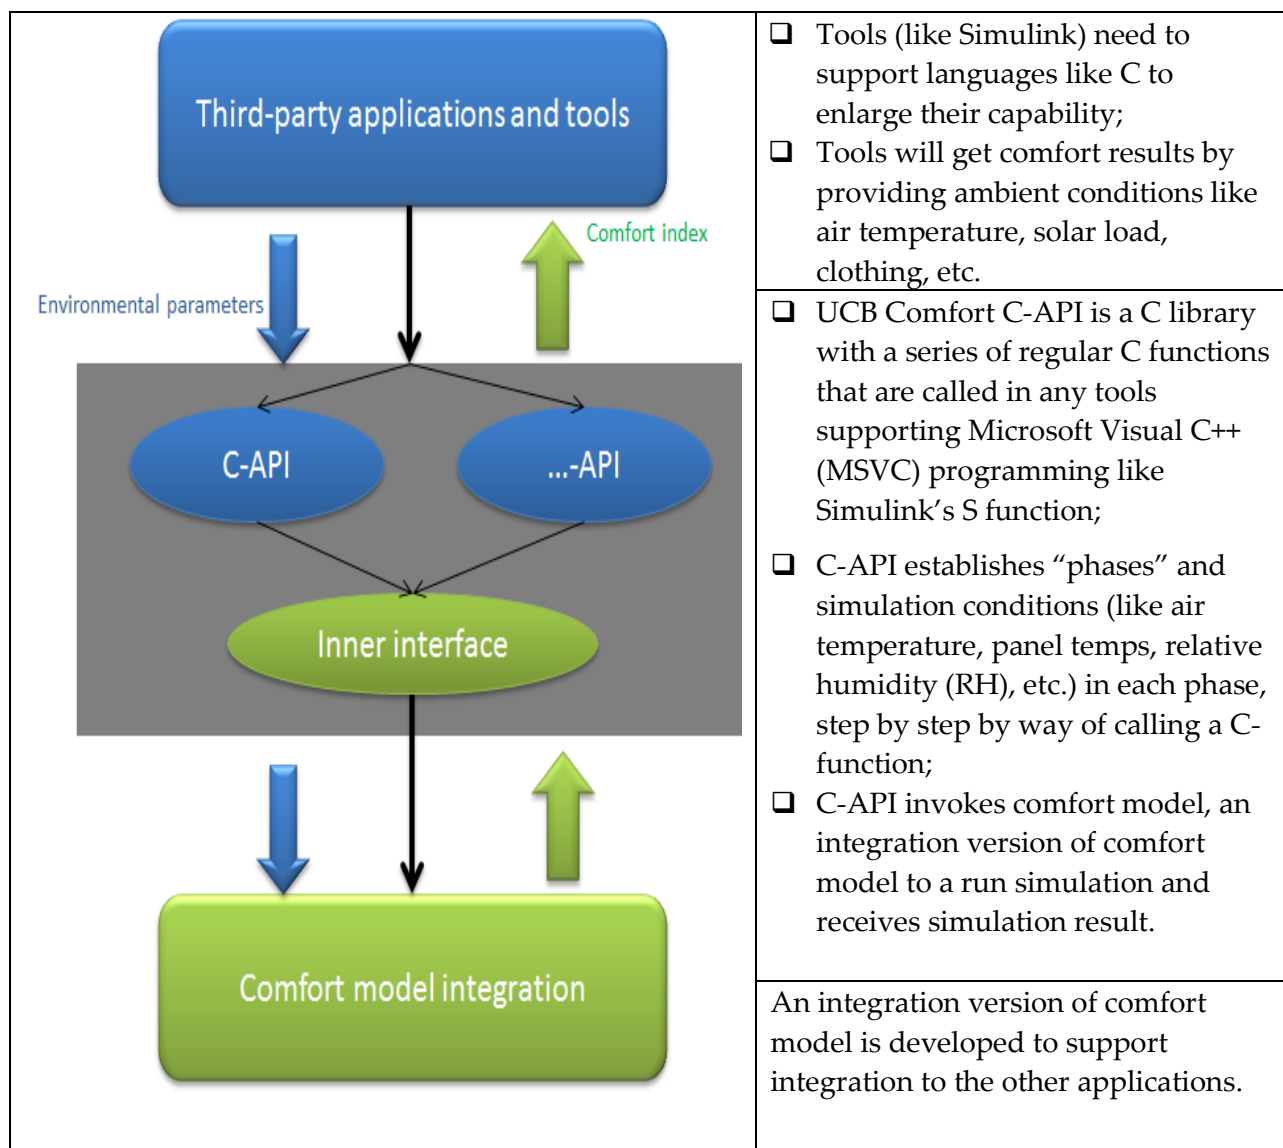 Third-party applications and tools
Comfort index
Environmental parameters
C-API
...-API
Inner interface
Comfort model integration
❑ Tools (like Simulink) need to
support languages like C to
enlarge their capability;
❑ Tools will get comfort results by
providing ambient conditions like
air temperature, solar load,
clothing, etc.
❑ UCB Comfort C-API is a C library
with a series of regular C functions
that are called in any tools
supporting Microsoft Visual C++
(MSVC) programming like
Simulink’s S function;
❑ C-API establishes “phases” and
simulation conditions (like air
temperature, panel temps, relative
humidity (RH), etc.) in each phase,
step by step by way of calling a C-
function;
❑ C-API invokes comfort model, an
integration version of comfort
model to a run simulation and
receives simulation result.
An integration version of comfort
model is developed to support
integration to the other applications.